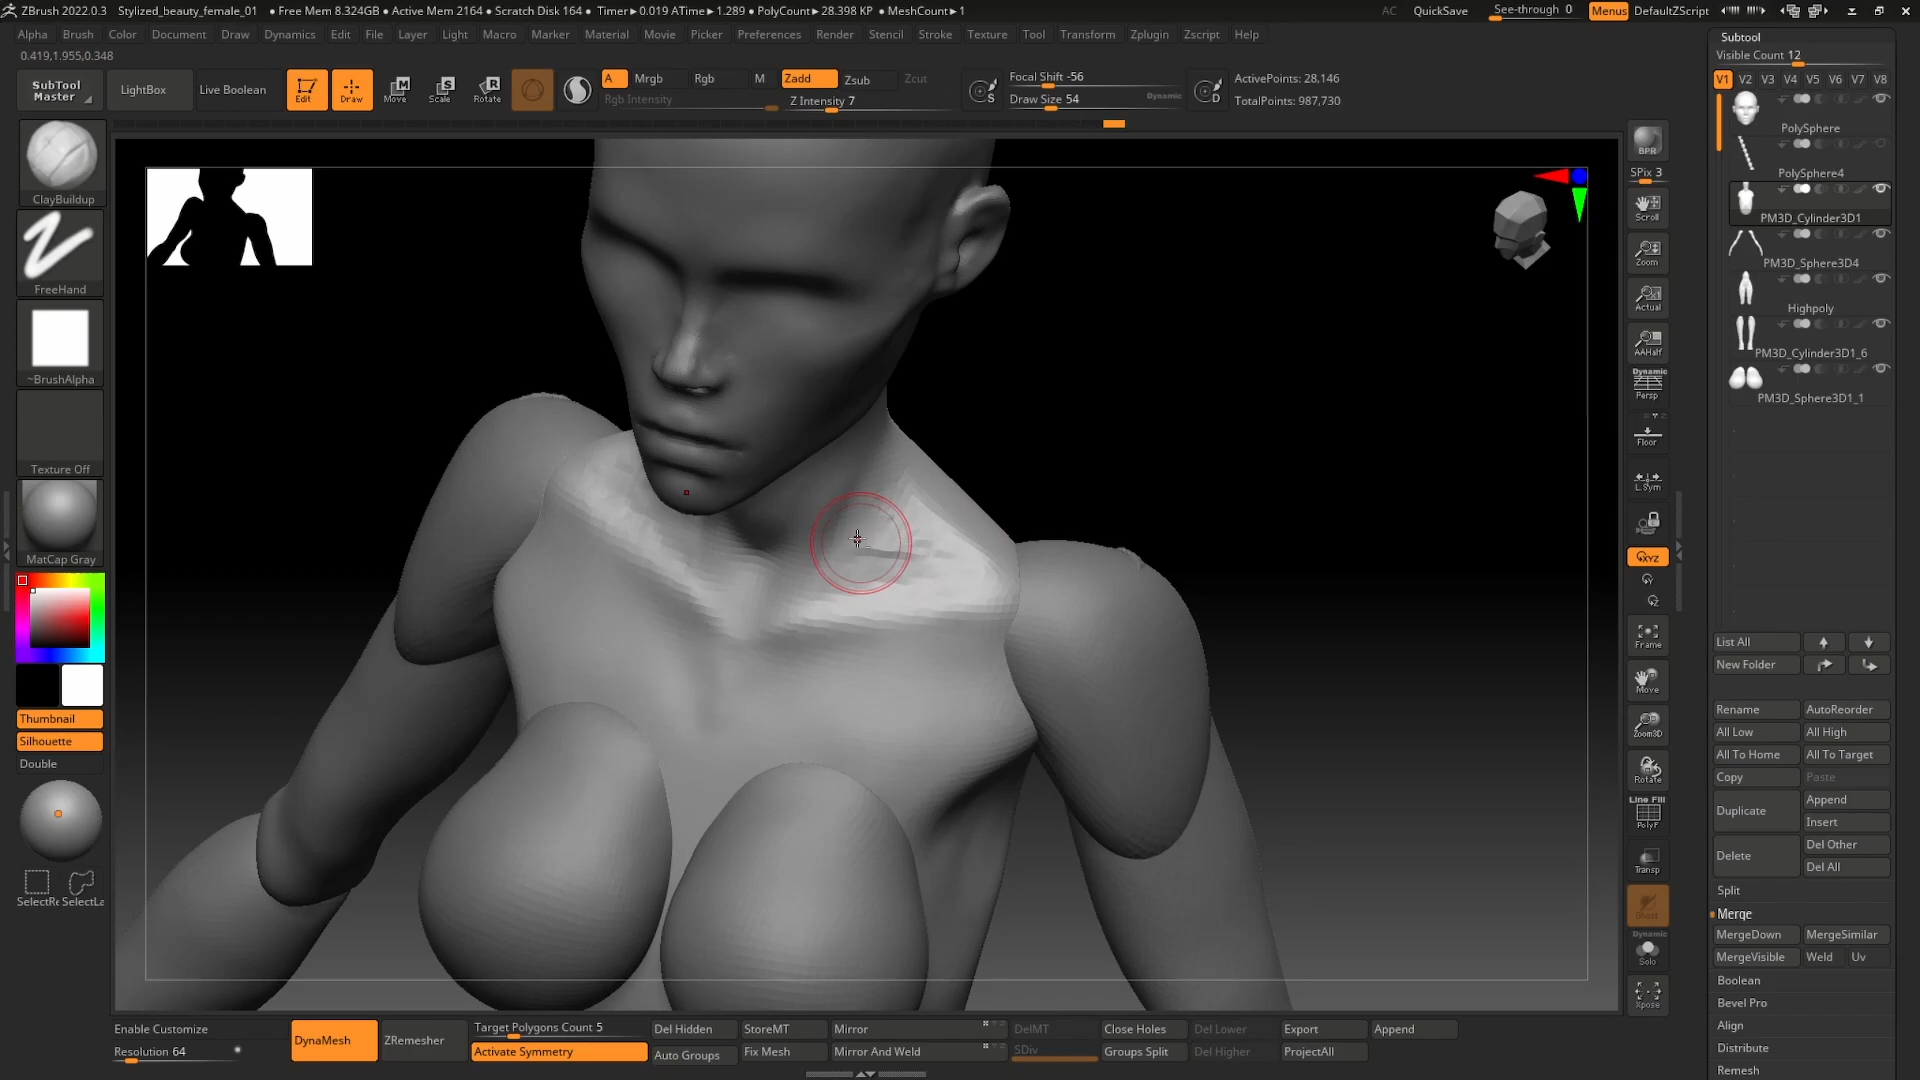 ZBrush 2022.0.3 Stylized_beauty_female_01 • Free Mem 8.324GB • Active Mem 2164 • Scratch Disk 164 • Timer▶0.019 ATime▶1.289 • PolyCount▶28.398 KP • MeshCount▶1 AC QuickSave See-through 0 Menus DefaultZScript
Alpha Brush Color Document Draw Dynamics Edit File Layer Light Macro Marker Material Movie Picker Preferences Render Stencil Stroke Texture Tool Transform Zplugin Zscript Help
0.419,1.955,0.348
SubTool Master
LightBox
Live Boolean
Edit
Draw
Move
Scale
Rotate
A Mrgb Rgb M Zadd Zsub Zcut
Rgb Intensity Z Intensity 7
Focal Shift -56
Draw Size 54 Dynamic
S
D
ActivePoints: 28,146
TotalPoints: 987,730
ClayBuildup
FreeHand
~BrushAlpha
Texture Off
MatCap Gray
Thumbnail
Silhouette
Double
SelectRe SelectLa
BPR
SPix 3
Scroll
Zoom
Actual
AAHalf
Dynamic
Persp
Floor
L.Sym
XYZ
Y
Z
Frame
Move
Zoom3D
Rotate
Line Fill
PolyF
Transp
Ghost
Dynamic
Solo
Xpose
Subtool
Visible Count 12
V1 V2 V3 V4 V5 V6 V7 V8
PolySphere
PolySphere4
PM3D_Cylinder3D1
PM3D_Sphere3D4
Highpoly
PM3D_Cylinder3D1_6
PM3D_Sphere3D1_1
List All
New Folder
Rename AutoReorder
All Low All High
All To Home All To Target
Copy Paste
Duplicate Append
Insert
Delete Del Other
Del All
Split
Merge
MergeDown MergeSimilar
MergeVisible Weld Uv
Boolean
Bevel Pro
Align
Distribute
Remesh
Enable Customize
Resolution 64
DynaMesh
ZRemesher
Target Polygons Count 5
Activate Symmetry
Del Hidden StoreMT Mirror DelMT Close Holes Del Lower Export Append
Auto Groups Fix Mesh Mirror And Weld SDiv Groups Split Del Higher ProjectAll